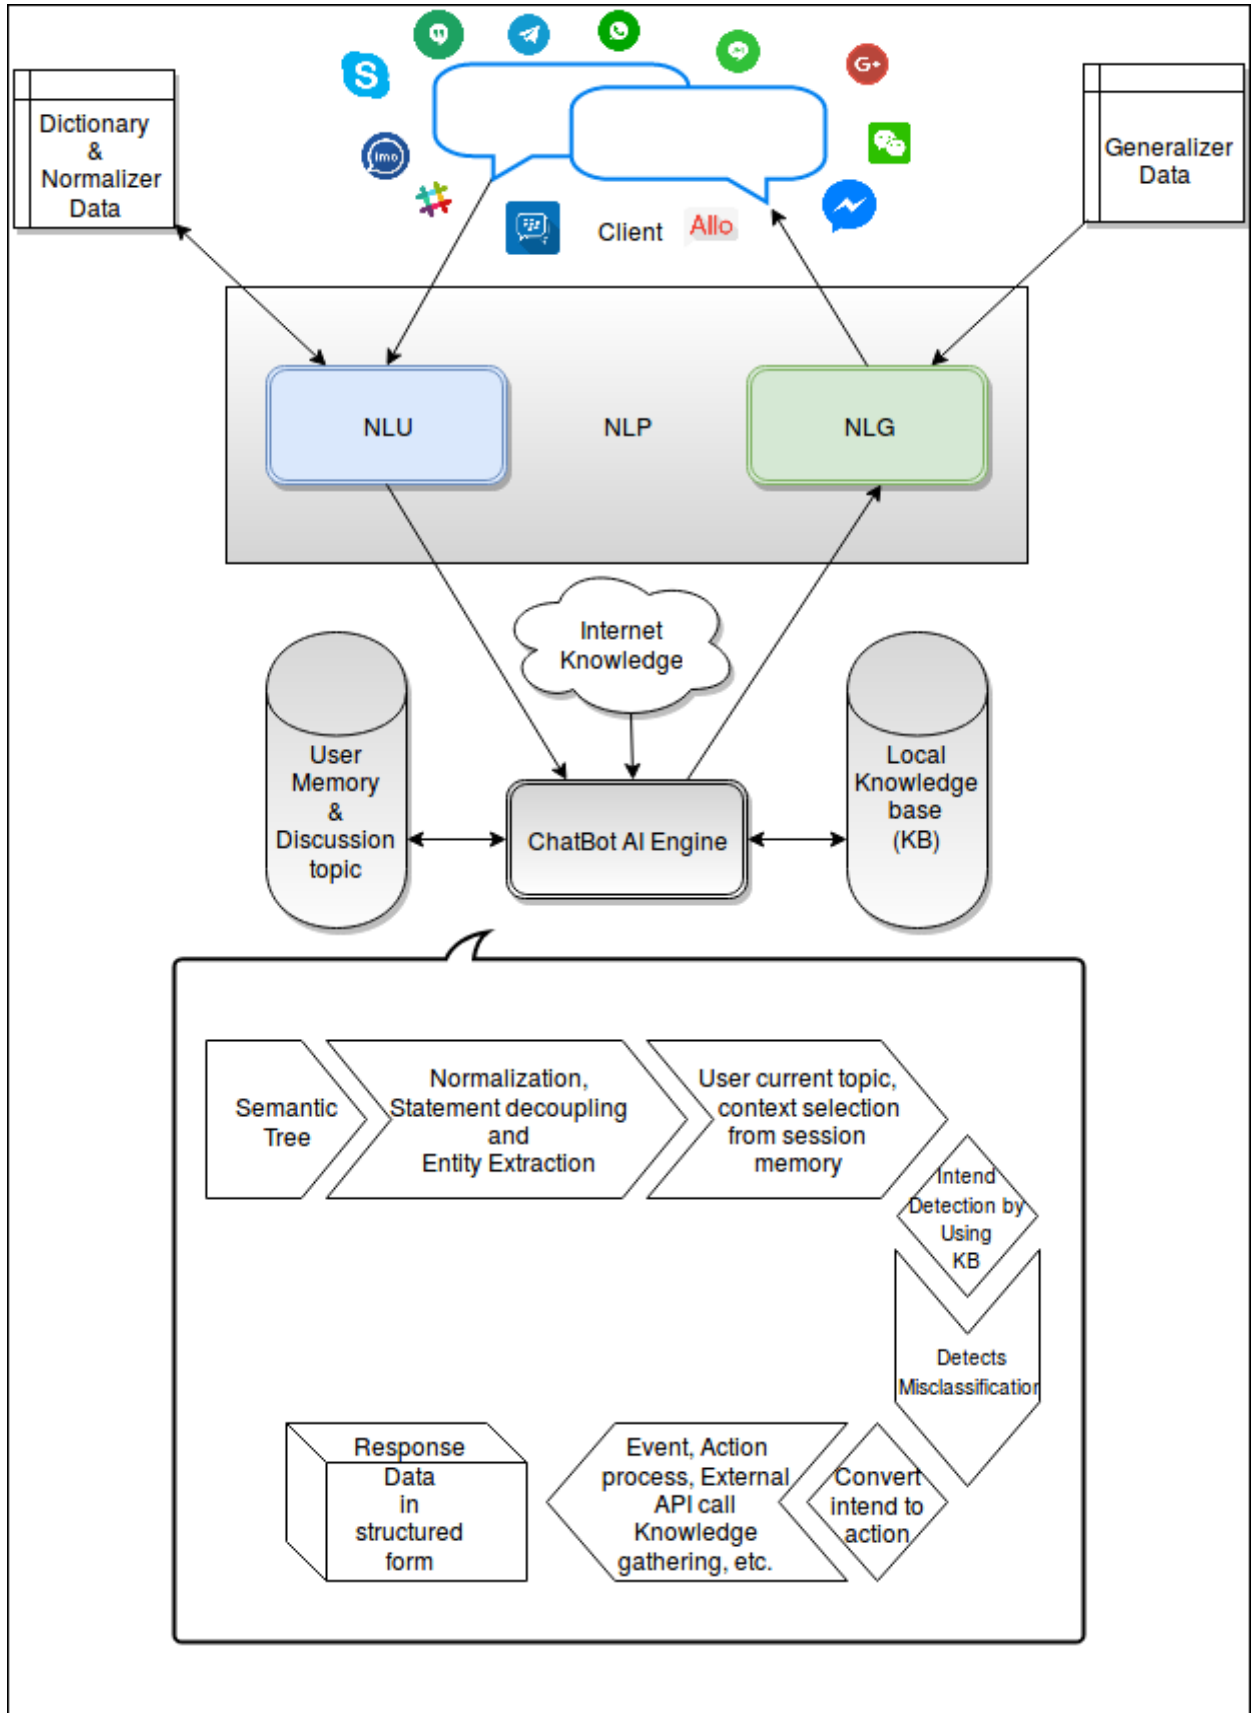 imo
Client
Allo
G+
S
Dictionary
&
Normalizer
Data
Generalizer
Data
NLU
NLP
NLG
Internet
Knowledge
User
Memory
&
Discussion
topic
ChatBot AI Engine
Local
Knowledge
base
(KB)
Semantic
Tree
Normalization,
Statement decoupling
and
Entity Extraction
User current topic,
context selection
from session
memory
Intend
Detection by
Using
KB
Detects
Misclassification
Convert
intend to
action
Event, Action
process, External
API call
Knowledge
gathering, etc.
Response
Data
in
structured
form